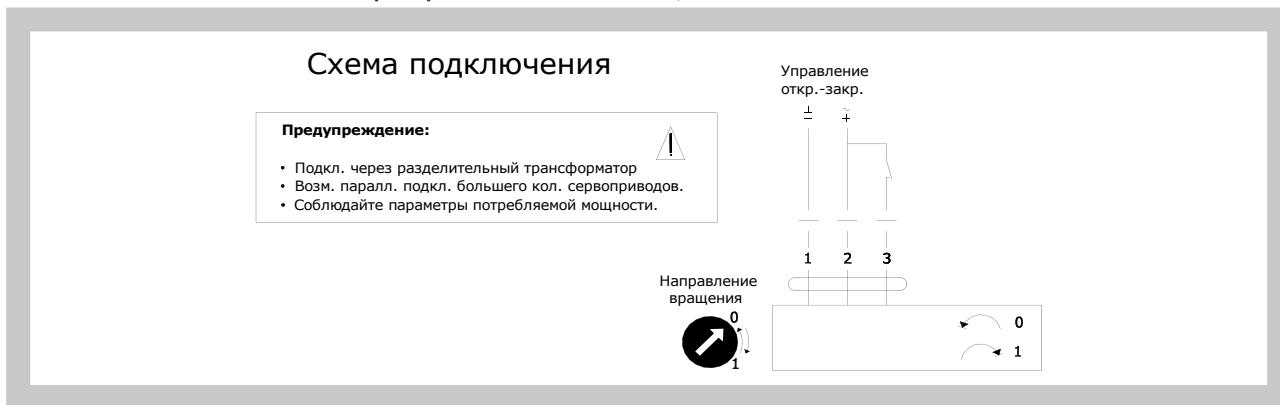 Схема подключения
Предупреждение:
• Подкл. через разделительный трансформатор
• Возм. паралл. подкл. большего кол. сервоприводов.
• Соблюдайте параметры потребляемой мощности.
Управление
откр.-закр.
⊥ ~
− +
1 2 3
Направление
вращения
0
1
0
1